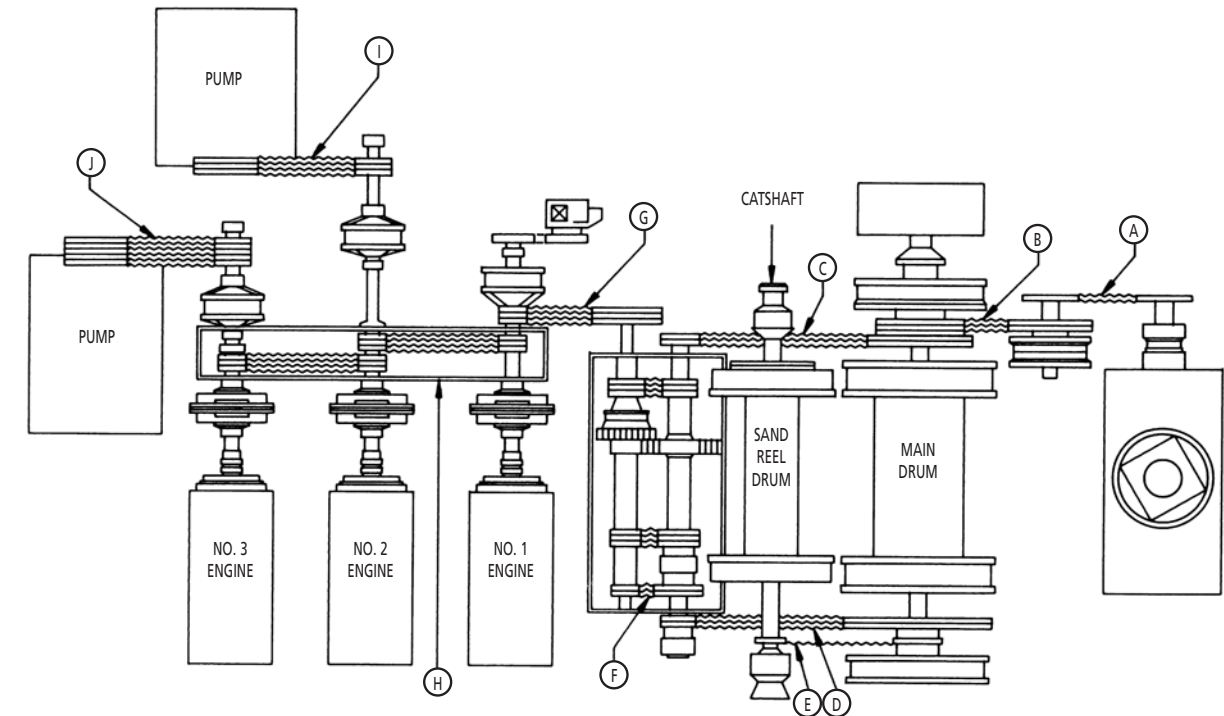 PUMP
I
J
CATSHAFT
G
A
B
C
PUMP
SAND
REEL
DRUM
MAIN
DRUM
NO. 3
ENGINE
NO. 2
ENGINE
NO. 1
ENGINE
F
H
E
D